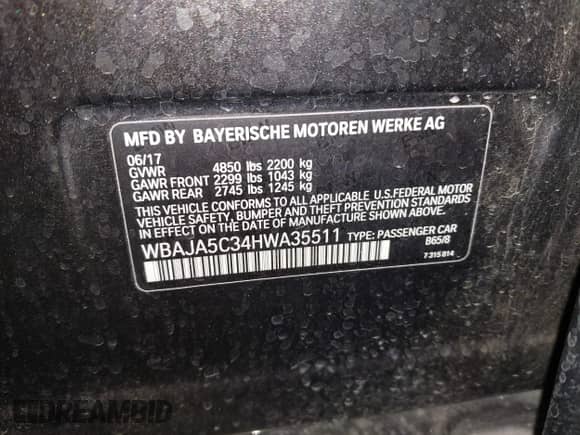 MFD BY BAYERISCHE MOTOREN WERKE AG
06/17
GVWR 4850 lbs 2200 kg
GAWR FRONT 2299 lbs 1043 kg
GAWR REAR 2745 lbs 1245 kg
THIS VEHICLE CONFORMS TO ALL APPLICABLE U.S.FEDERAL MOTOR
VEHICLE SAFETY, BUMPER AND THEFT PREVENTION STANDARDS
IN EFFECT ON THE DATE OF MANUFACTURE SHOWN ABOVE.
WBAJA5C34HWA35511 TYPE: PASSENGER CAR
B65/8
7 315 814
DREAMBID